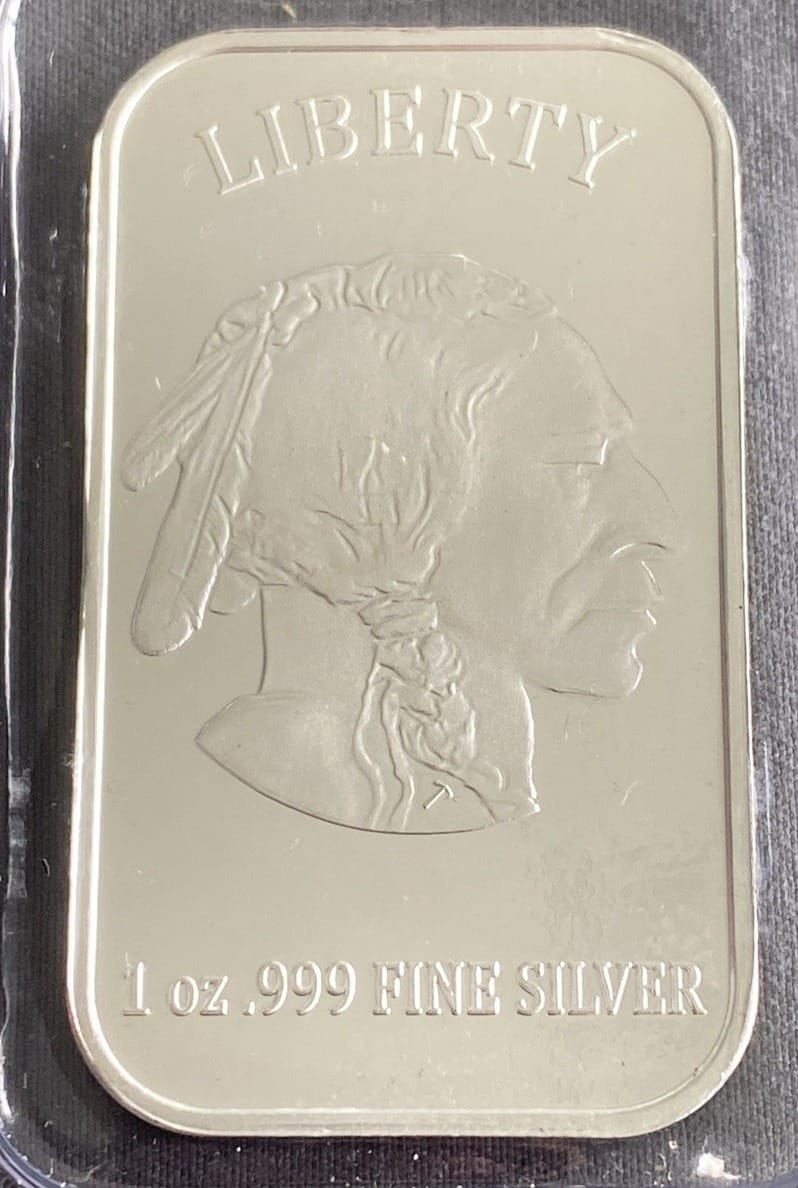 LIBERTY
1 oz .999 FINE SILVER